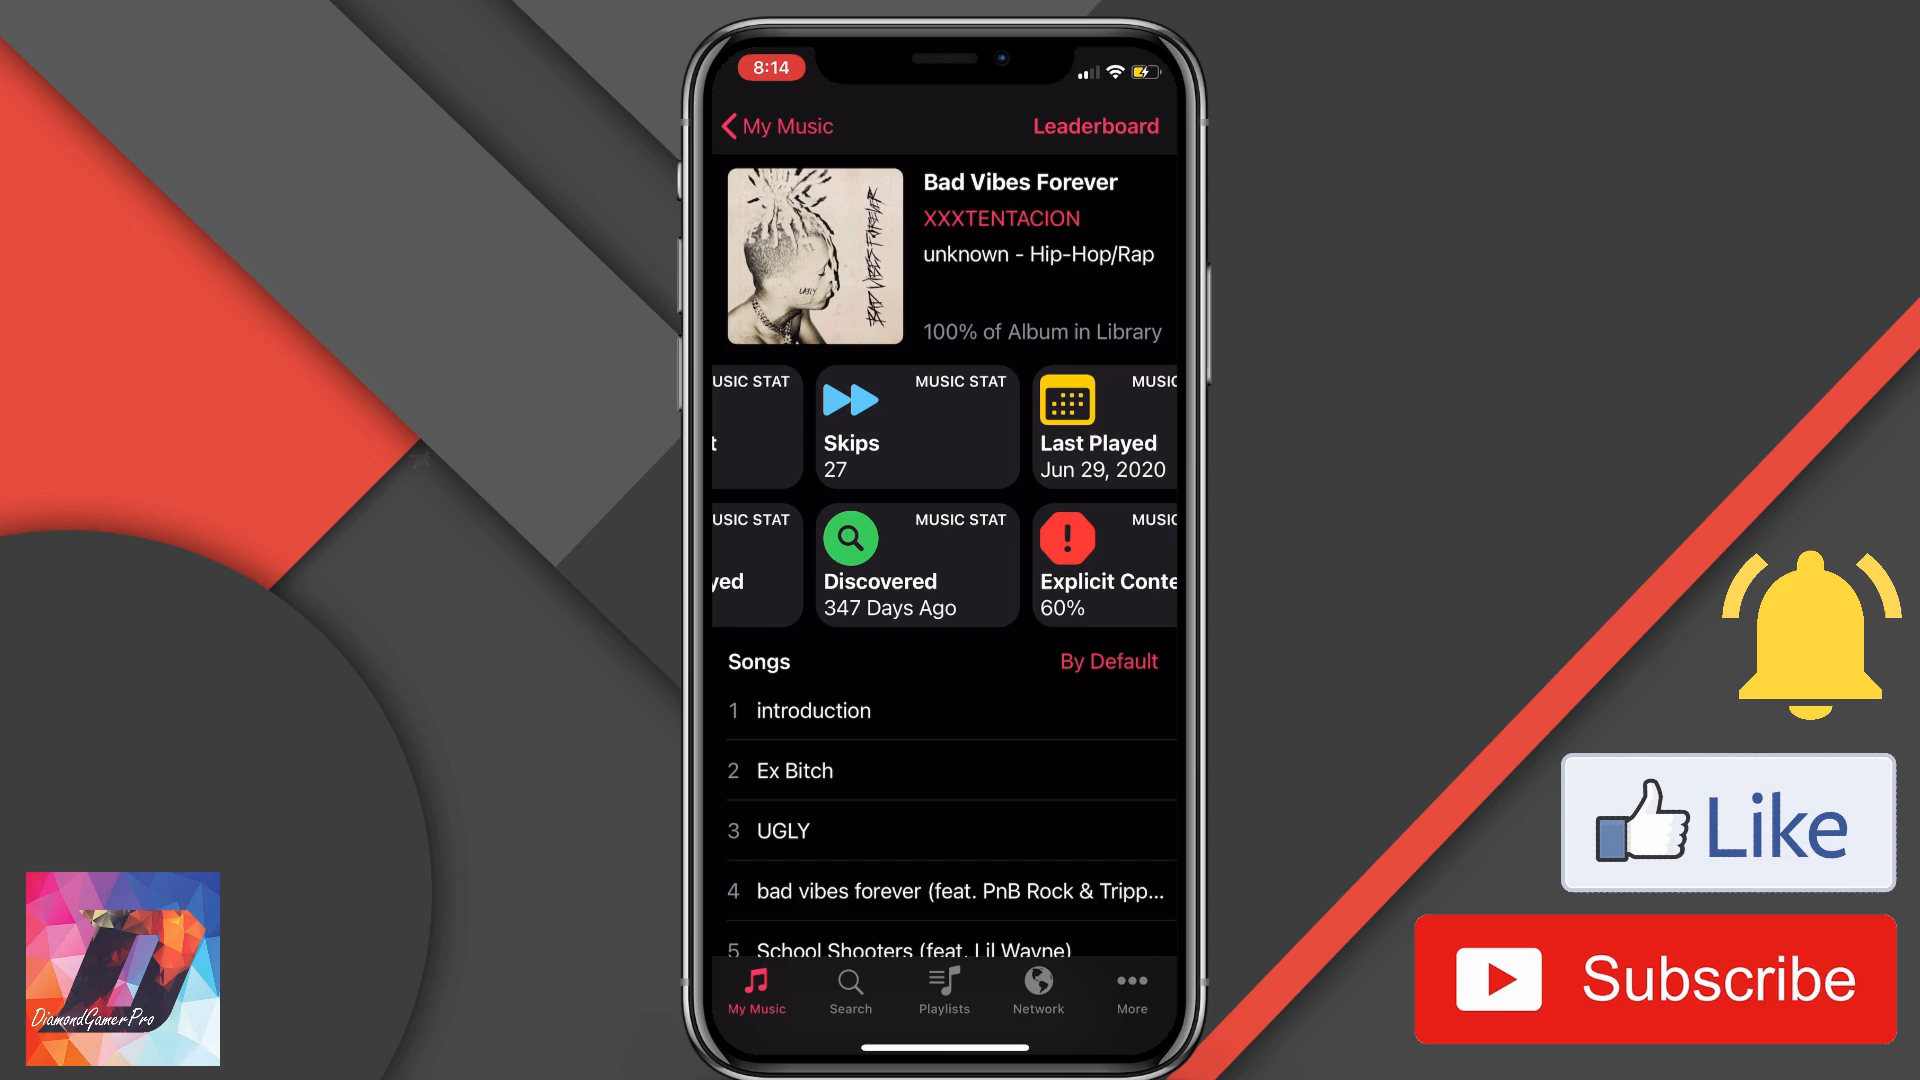 8:14
My Music
Leaderboard
BAD VIBES FOREVER
UGLY
Bad Vibes Forever
XXXTENTACION
unknown - Hip-Hop/Rap
100% of Album in Library
USIC STAT
t
MUSIC STAT
Skips
27
MUSIC
Last Played
Jun 29, 2020
USIC STAT
yed
MUSIC STAT
Discovered
347 Days Ago
MUSIC
Explicit Conte
60%
Songs
By Default
1 introduction
2 Ex Bitch
3 UGLY
4 bad vibes forever (feat. PnB Rock & Tripp...
5 School Shooters (feat. Lil Wayne)
My Music
Search
Playlists
Network
More
Like
Subscribe
D
DiamondGamerPro